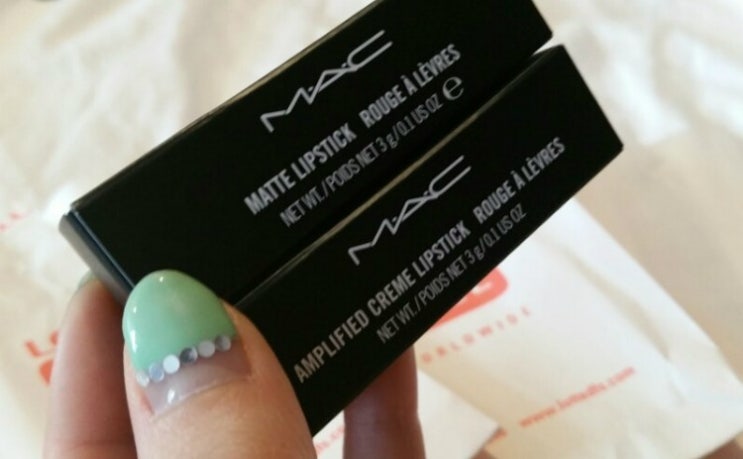 M·A·C
MATTE LIPSTICK ROUGE À LÈVRES
NET WT./POIDS NET 3 g/0.1 US OZ ℮
M·A·C
AMPLIFIED CREME LIPSTICK ROUGE À LÈVRES
NET WT./POIDS NET 3 g/0.1 US OZ